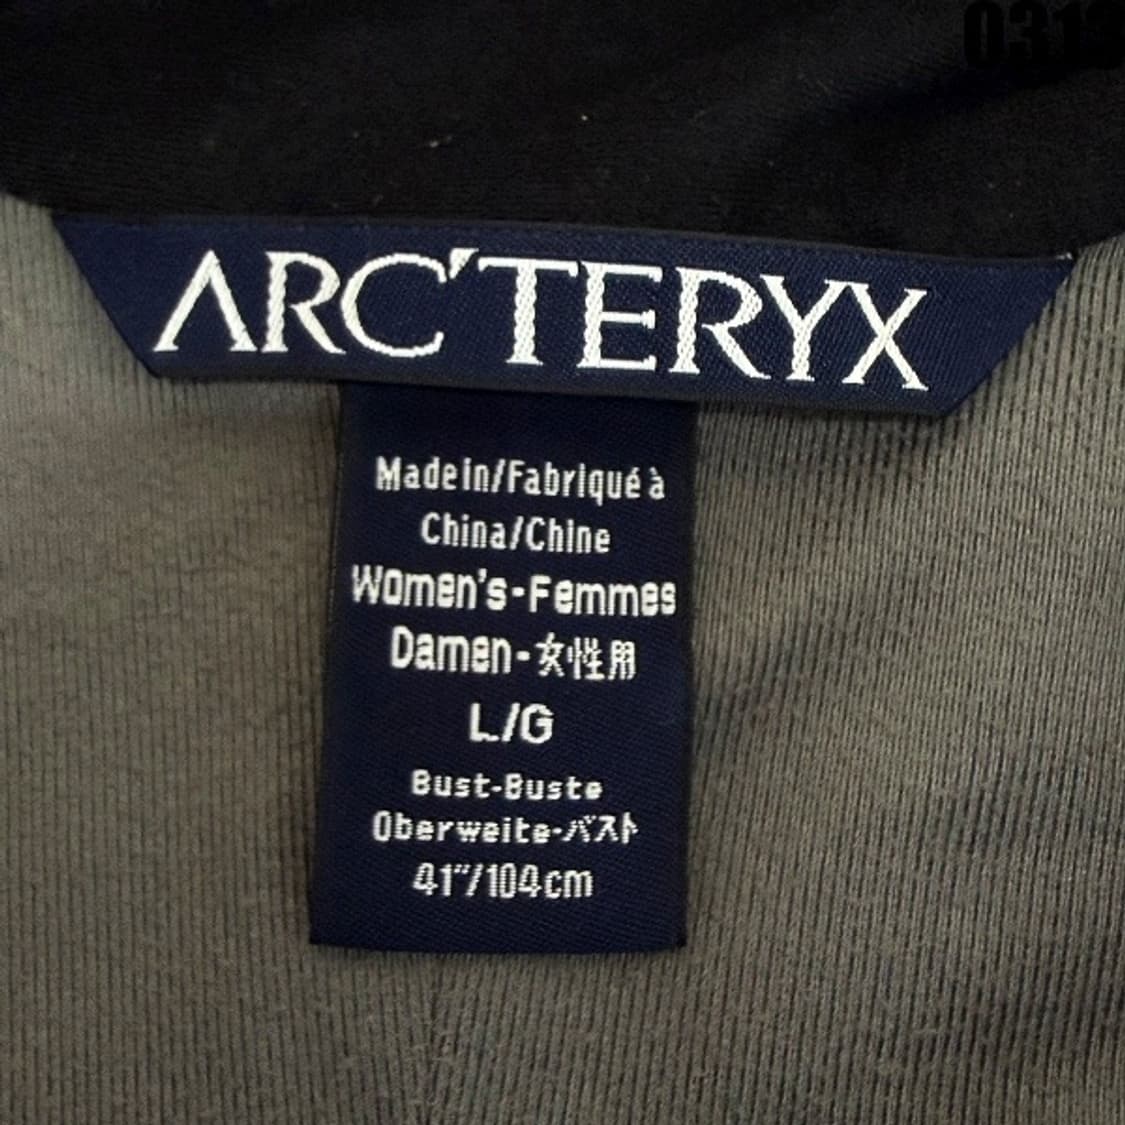 ARC'TERYX
Made in/Fabriqué à
China/Chine
Women's-Femmes
Damen-女性用
L/G
Bust-Buste
Oberweite-バスト
41"/104cm